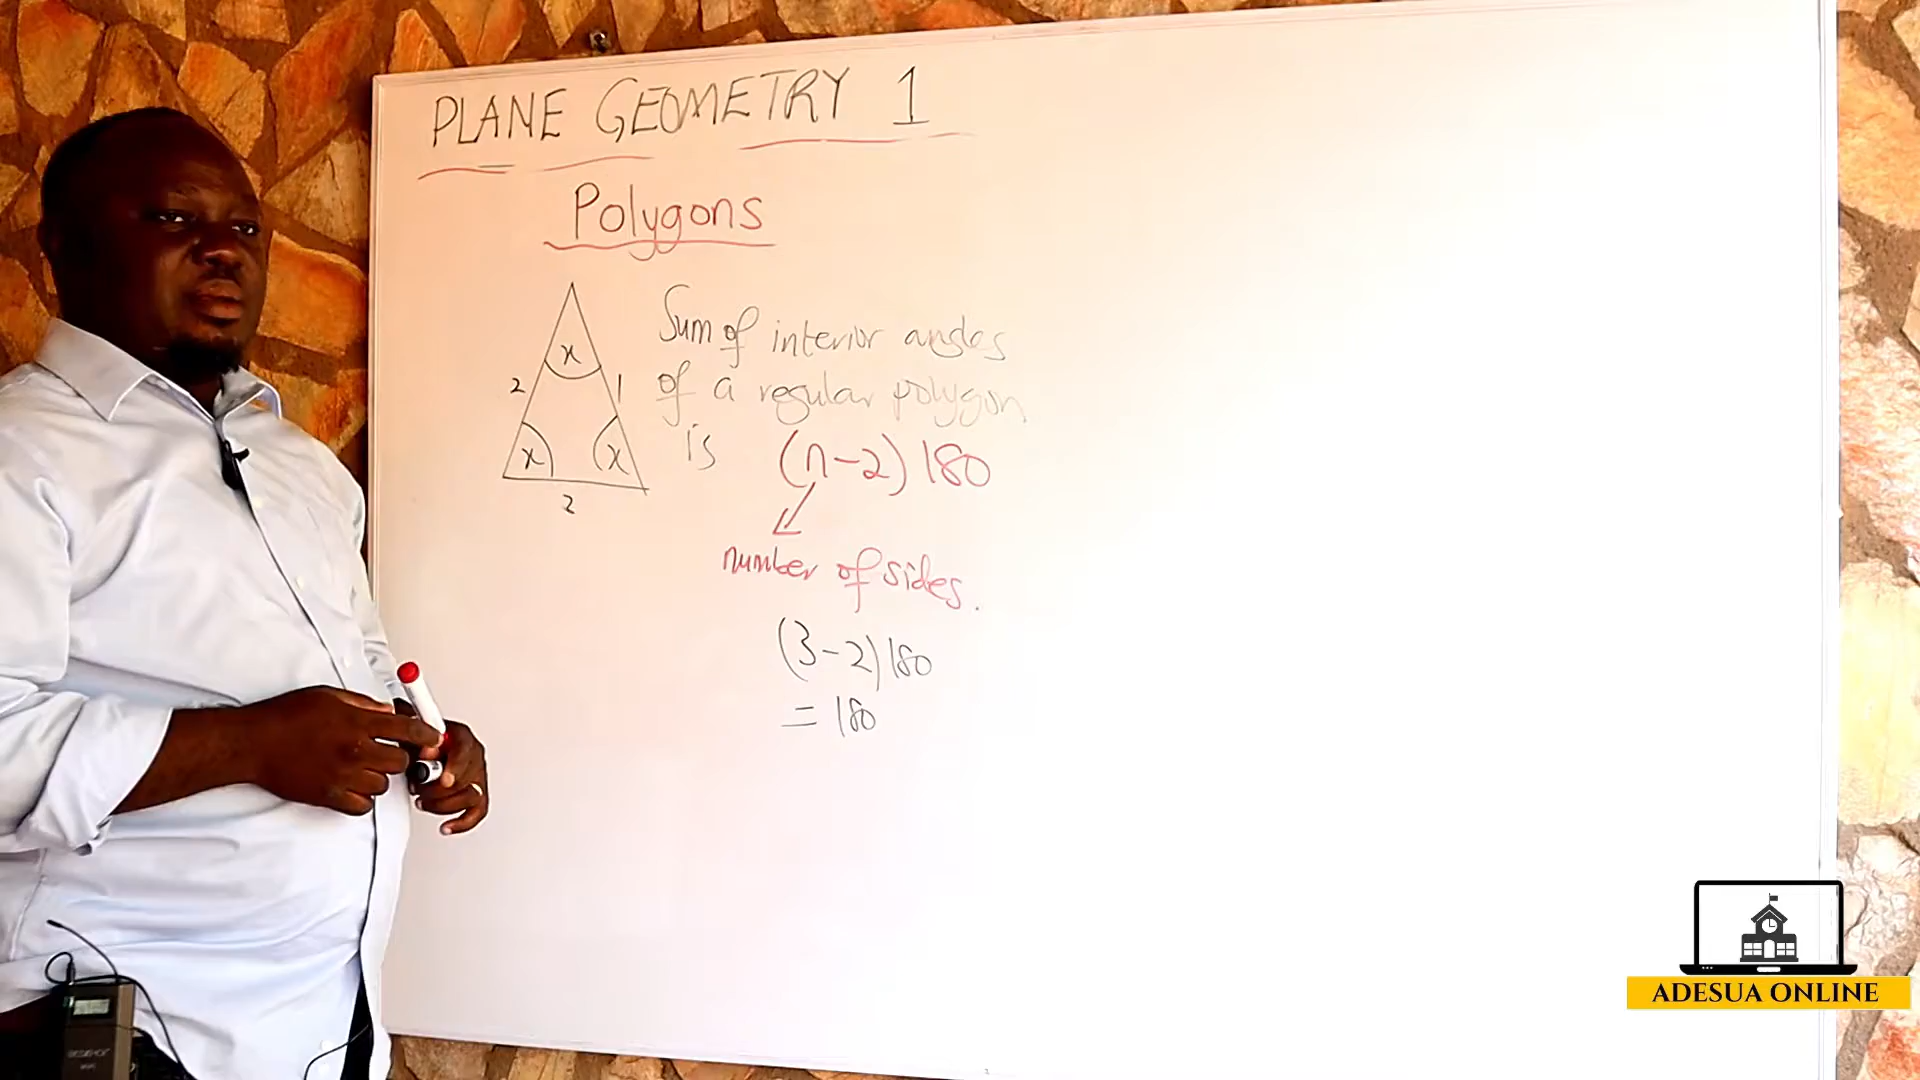 PLANE GEOMETRY 1
Polygons
x
2
1
x
x
2
Sum of interior angles
of a regular polygon
is (n-2)180
number of sides.
(3-2)180
= 180
ADESUA ONLINE